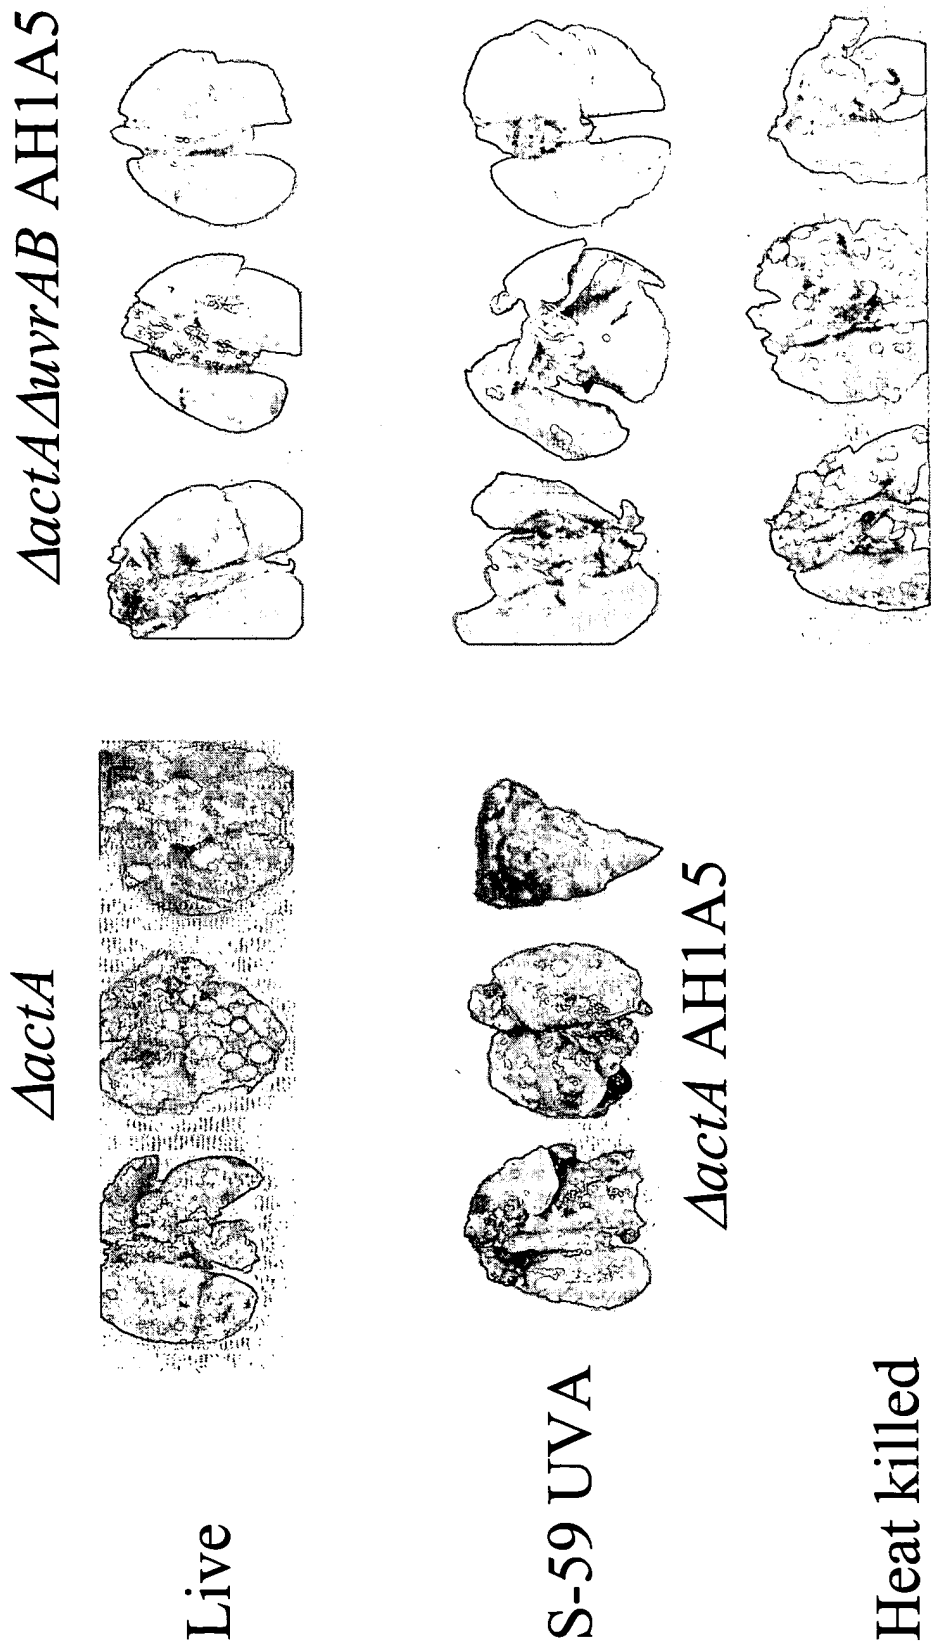 ΔactA
ΔactAΔuvrAB AH1A5
Live
S-59 UVA
ΔactA AH1A5
Heat killed